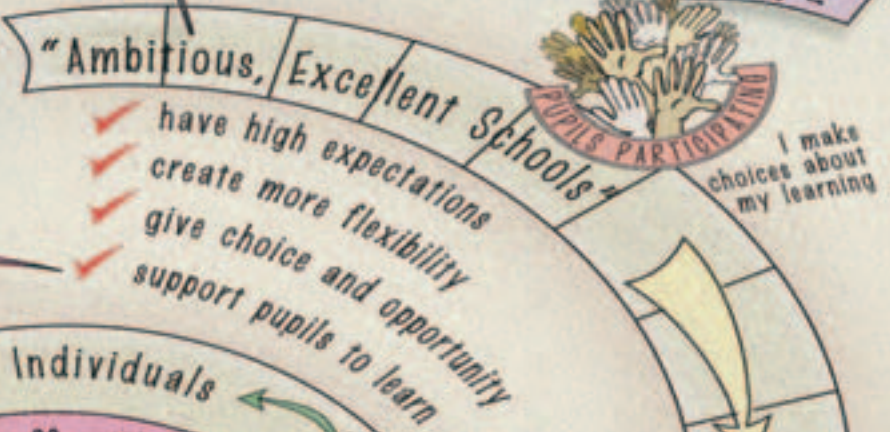 "Ambitious, Excellent Schools"
have high expectations
create more flexibility
give choice and opportunity
support pupils to learn
PUPILS PARTICIPATING
I make
choices about
my learning
Individuals